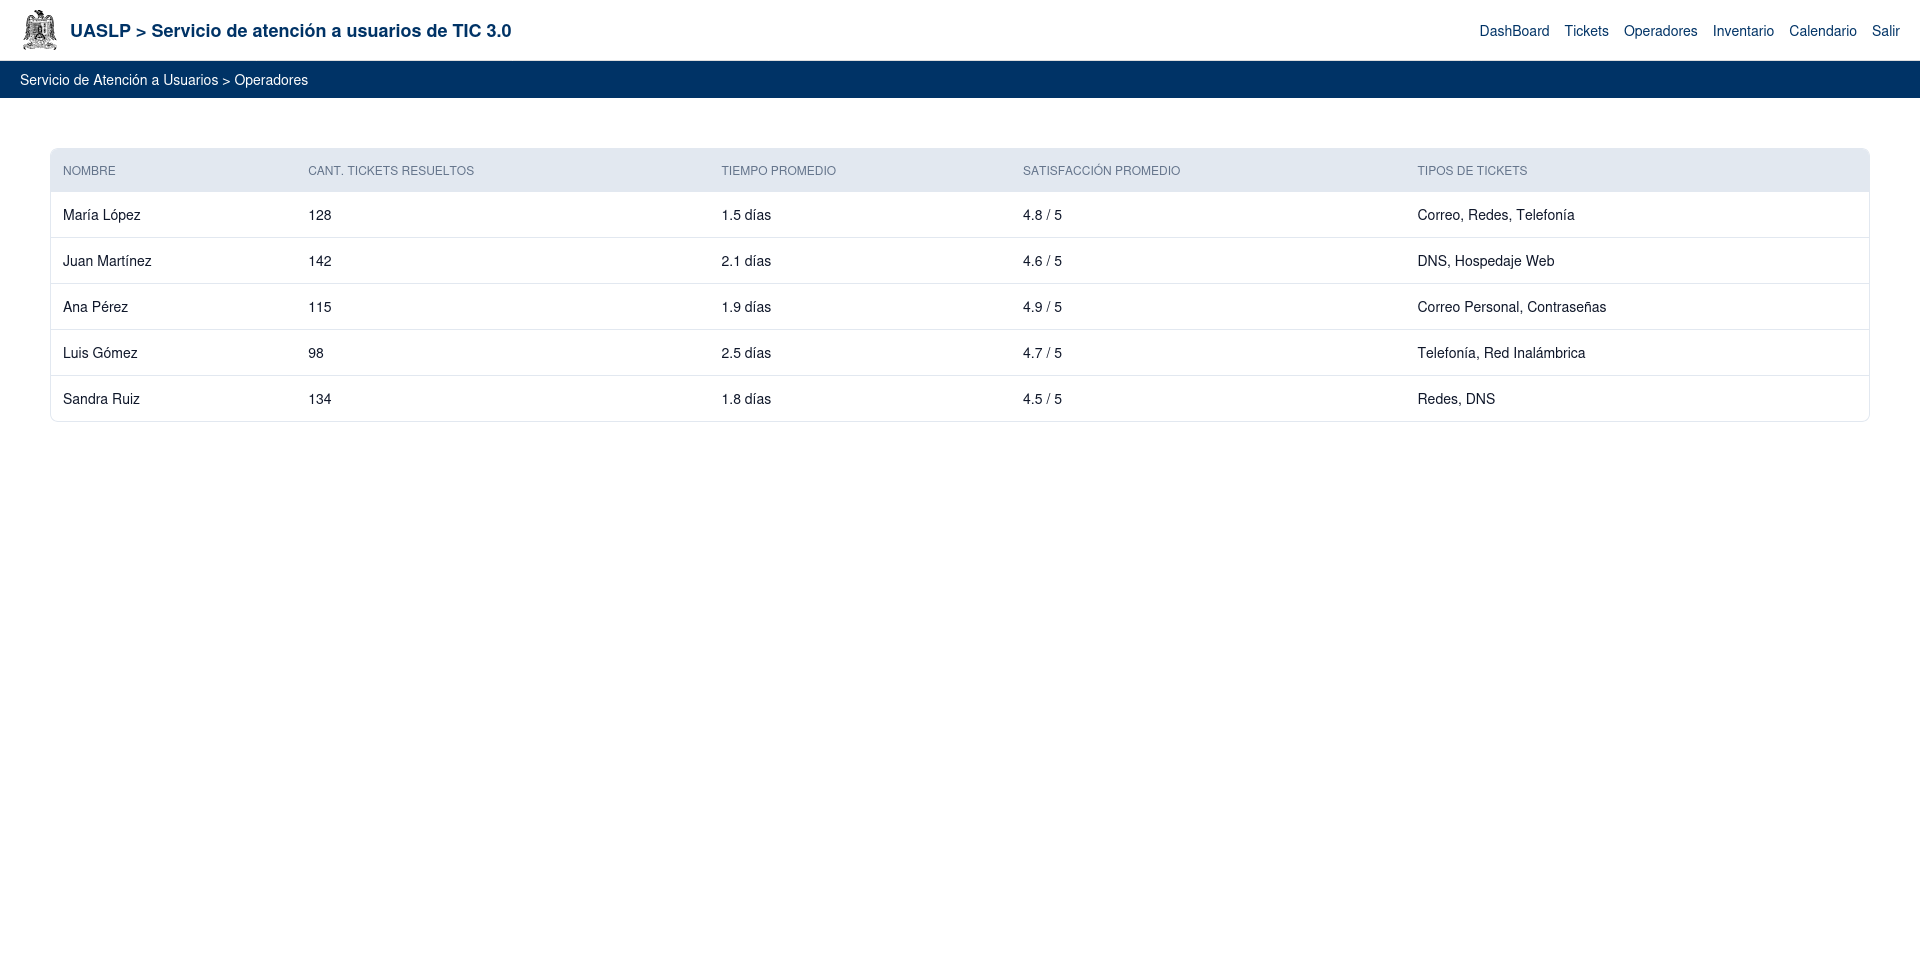 UASLP > Servicio de atención a usuarios de TIC 3.0
DashBoard Tickets Operadores Inventario Calendario Salir
Servicio de Atención a Usuarios > Operadores
NOMBRE CANT. TICKETS RESUELTOS TIEMPO PROMEDIO SATISFACCIÓN PROMEDIO TIPOS DE TICKETS
María López 128 1.5 días 4.8 / 5 Correo, Redes, Telefonía
Juan Martínez 142 2.1 días 4.6 / 5 DNS, Hospedaje Web
Ana Pérez 115 1.9 días 4.9 / 5 Correo Personal, Contraseñas
Luis Gómez 98 2.5 días 4.7 / 5 Telefonía, Red Inalámbrica
Sandra Ruiz 134 1.8 días 4.5 / 5 Redes, DNS